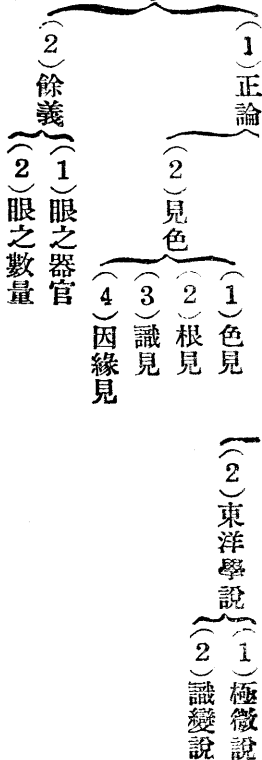 (1)正論
(2)見色
(1)色見
(2)根見
(3)識見
(4)因緣見
(2)東洋學說
(1)極微說
(2)識變說
(2)餘義
(1)眼之器官
(2)眼之數量